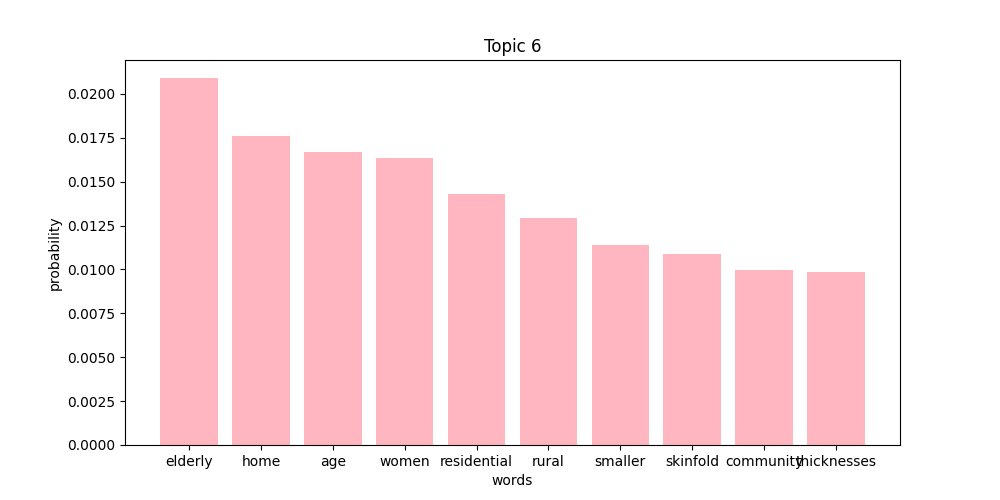 Topic 6
probability
0.0200
0.0175
0.0150
0.0125
0.0100
0.0075
0.0050
0.0025
0.0000
elderly home age women residential rural smaller skinfold community thicknesses
words